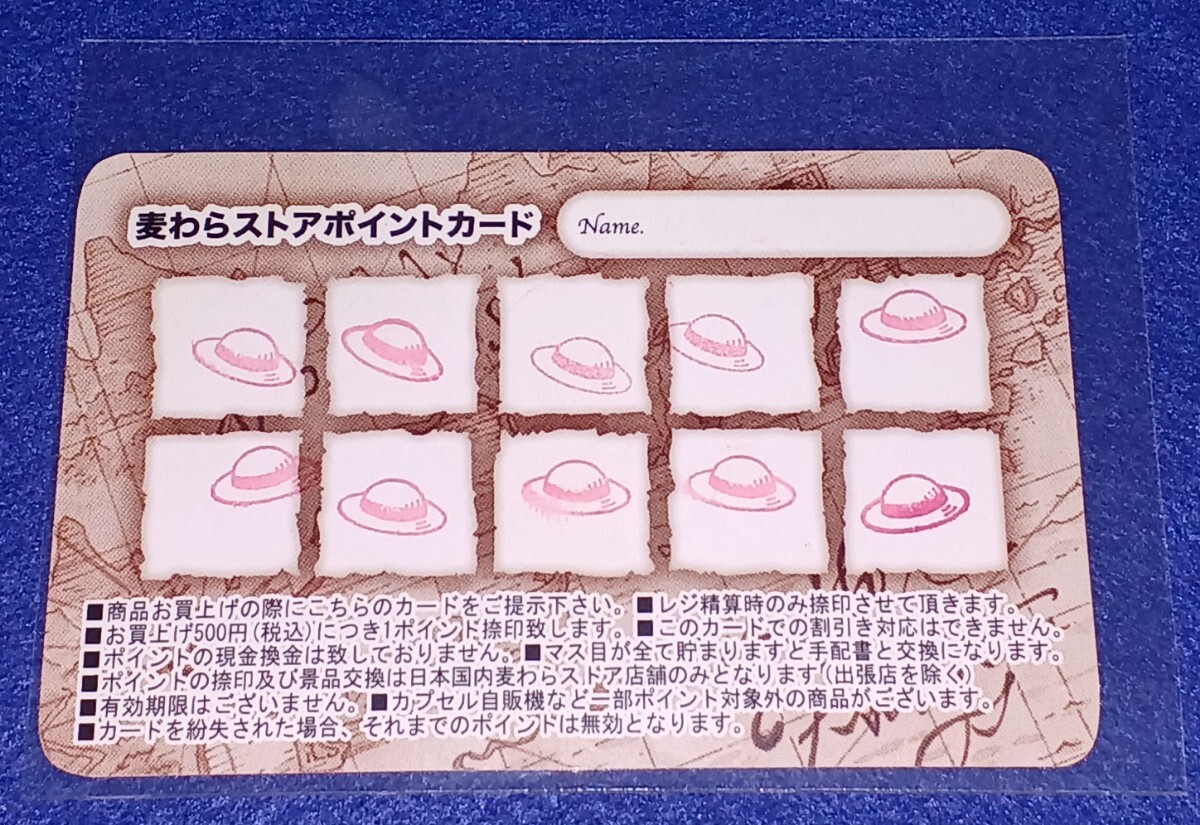 麦わらストアポイントカード
Name.
■商品お買上げの際にこちらのカードをご提示下さい。■レジ精算時のみ捺印させて頂きます。
■お買上げ500円(税込)につき1ポイント捺印致します。■このカードでの割引き対応はできません。
■ポイントの現金換金は致しておりません。■マス目が全て貯まりますと手配書と交換になります。
■ポイントの捺印及び景品交換は日本国内麦わらストア店舗のみとなります(出張店を除く)
■有効期限はございません。■カプセル自販機など一部ポイント対象外の商品がございます。
■カードを紛失された場合、それまでのポイントは無効となります。